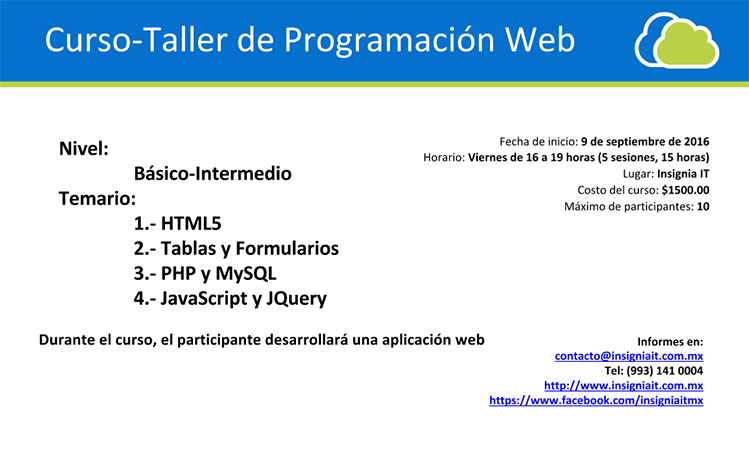 Curso-Taller de Programación Web
Nivel:
Básico-Intermedio
Temario:
1.- HTML5
2.- Tablas y Formularios
3.- PHP y MySQL
4.- JavaScript y JQuery
Fecha de inicio: 9 de septiembre de 2016
Horario: Viernes de 16 a 19 horas (5 sesiones, 15 horas)
Lugar: Insignia IT
Costo del curso: $1500.00
Máximo de participantes: 10
Durante el curso, el participante desarrollará una aplicación web
Informes en:
contacto@insigniait.com.mx
Tel: (993) 141 0004
http://www.insigniait.com.mx
https://www.facebook.com/insigniaitmx